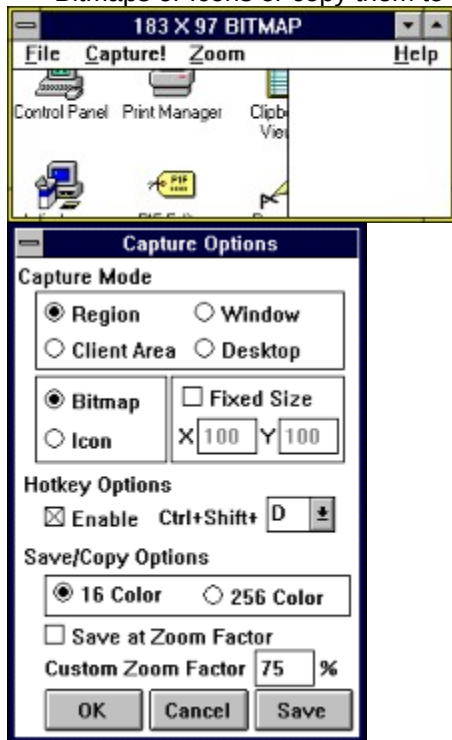 Bitmaps or Icons or copy them to
183 X 97 BITMAP
File Capture! Zoom Help
Control Panel Print Manager
Capture Options
Capture Mode
Region Window
Client Area Desktop
Bitmap Fixed Size
Icon X 100 Y 100
Hotkey Options
Enable Ctrl+Shift+ D
Save/Copy Options
16 Color 256 Color
Save at Zoom Factor
Custom Zoom Factor 75 %
OK Cancel Save